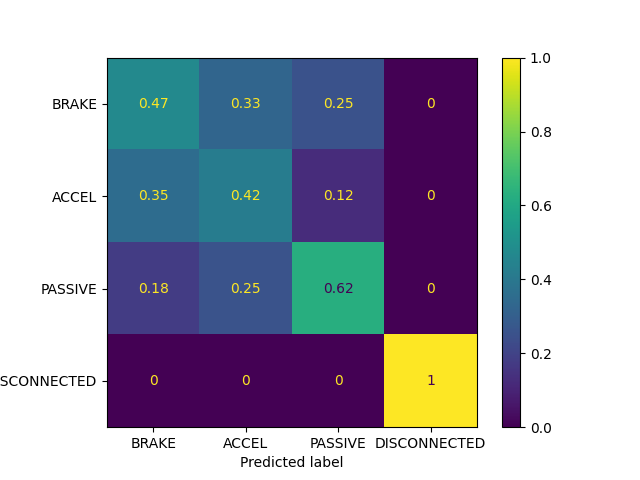 1.0
BRAKE 0.47 0.33 0.25 0
0.8
ACCEL 0.35 0.42 0.12 0
0.6
0.4
PASSIVE 0.18 0.25 0.62 0
0.2
SCONNECTED 0 0 0 1
0.0
BRAKE ACCEL PASSIVE DISCONNECTED
Predicted label